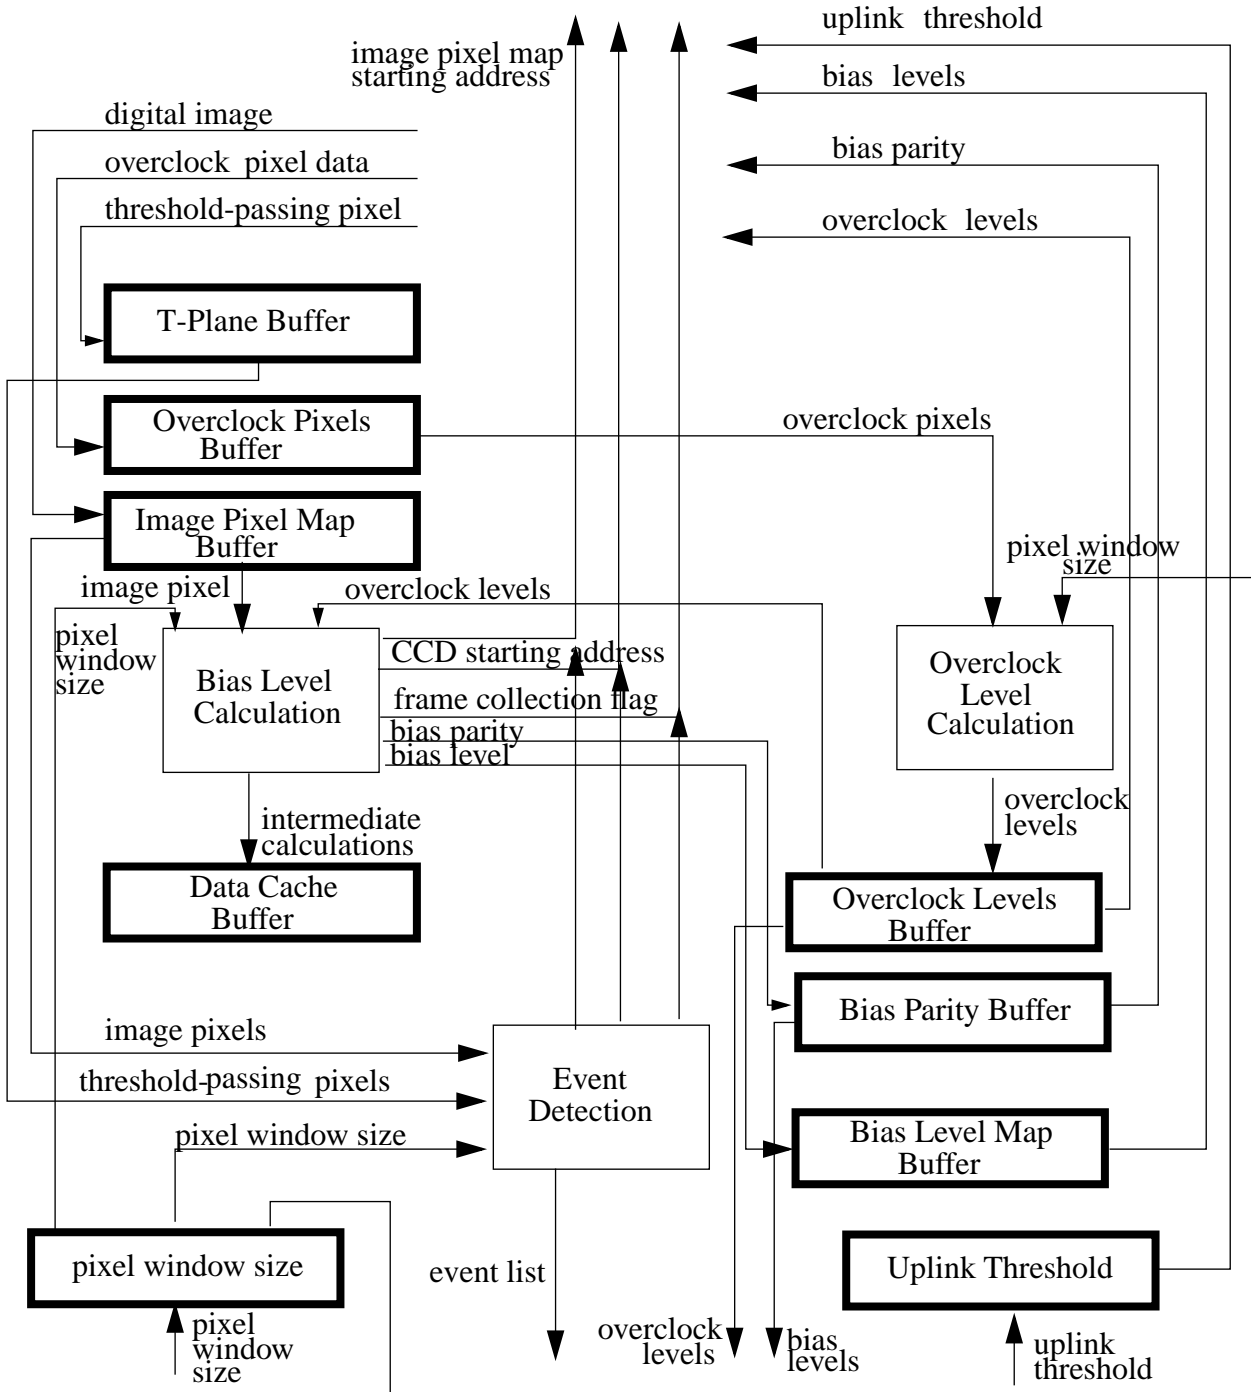 uplink threshold
image pixel map
starting address
bias levels
digital image
bias parity
overclock pixel data
threshold-passing pixel
overclock levels
T-Plane Buffer
Overclock Pixels
Buffer
overclock pixels
Image Pixel Map
Buffer
pixel window
size
image pixel
overclock levels
pixel
window
size
CCD starting address
Bias Level
Calculation
frame collection flag
bias parity
bias level
Overclock
Level
Calculation
intermediate
calculations
overclock
levels
Data Cache
Buffer
Overclock Levels
Buffer
Bias Parity Buffer
image pixels
threshold-passing pixels
Event
Detection
pixel window size
Bias Level Map
Buffer
pixel window size
event list
Uplink Threshold
pixel
window
size
overclock
levels
bias
levels
uplink
threshold